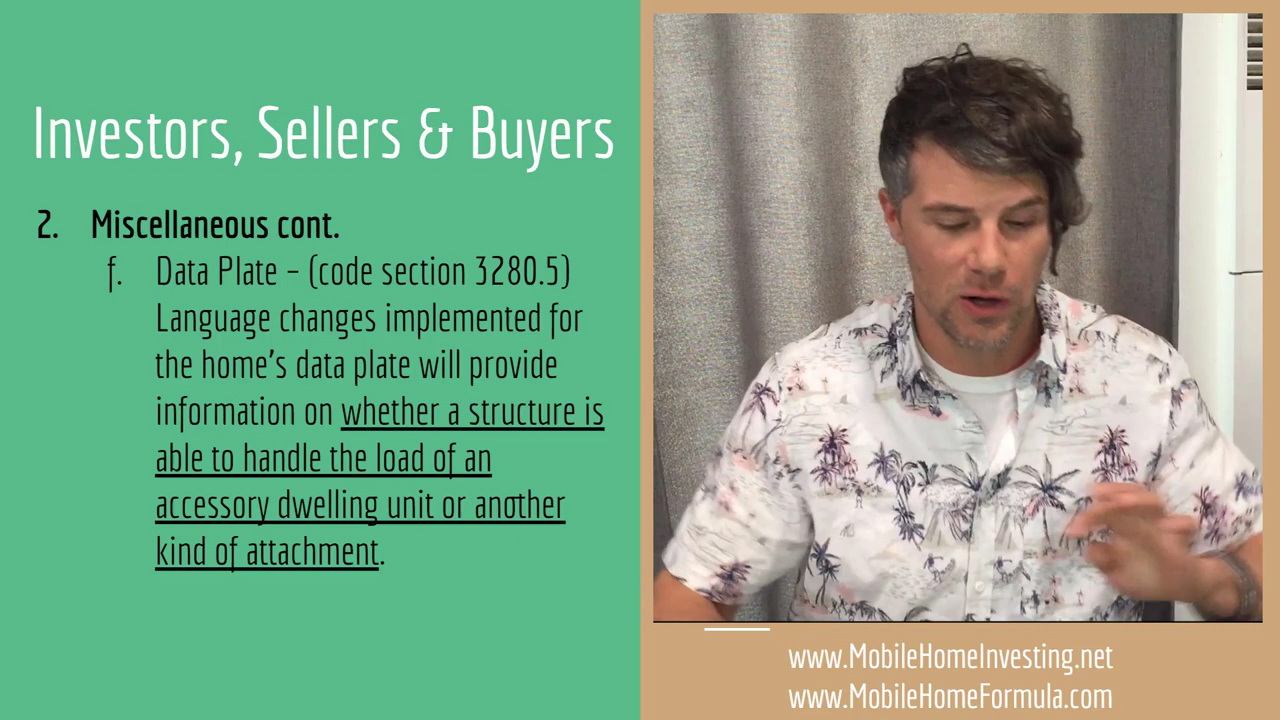 Investors, Sellers & Buyers
2. Miscellaneous cont.
f. Data Plate – (code section 3280.5)
Language changes implemented for
the home's data plate will provide
information on whether a structure is
able to handle the load of an
accessory dwelling unit or another
kind of attachment.
www.MobileHomeInvesting.net
www.MobileHomeFormula.com